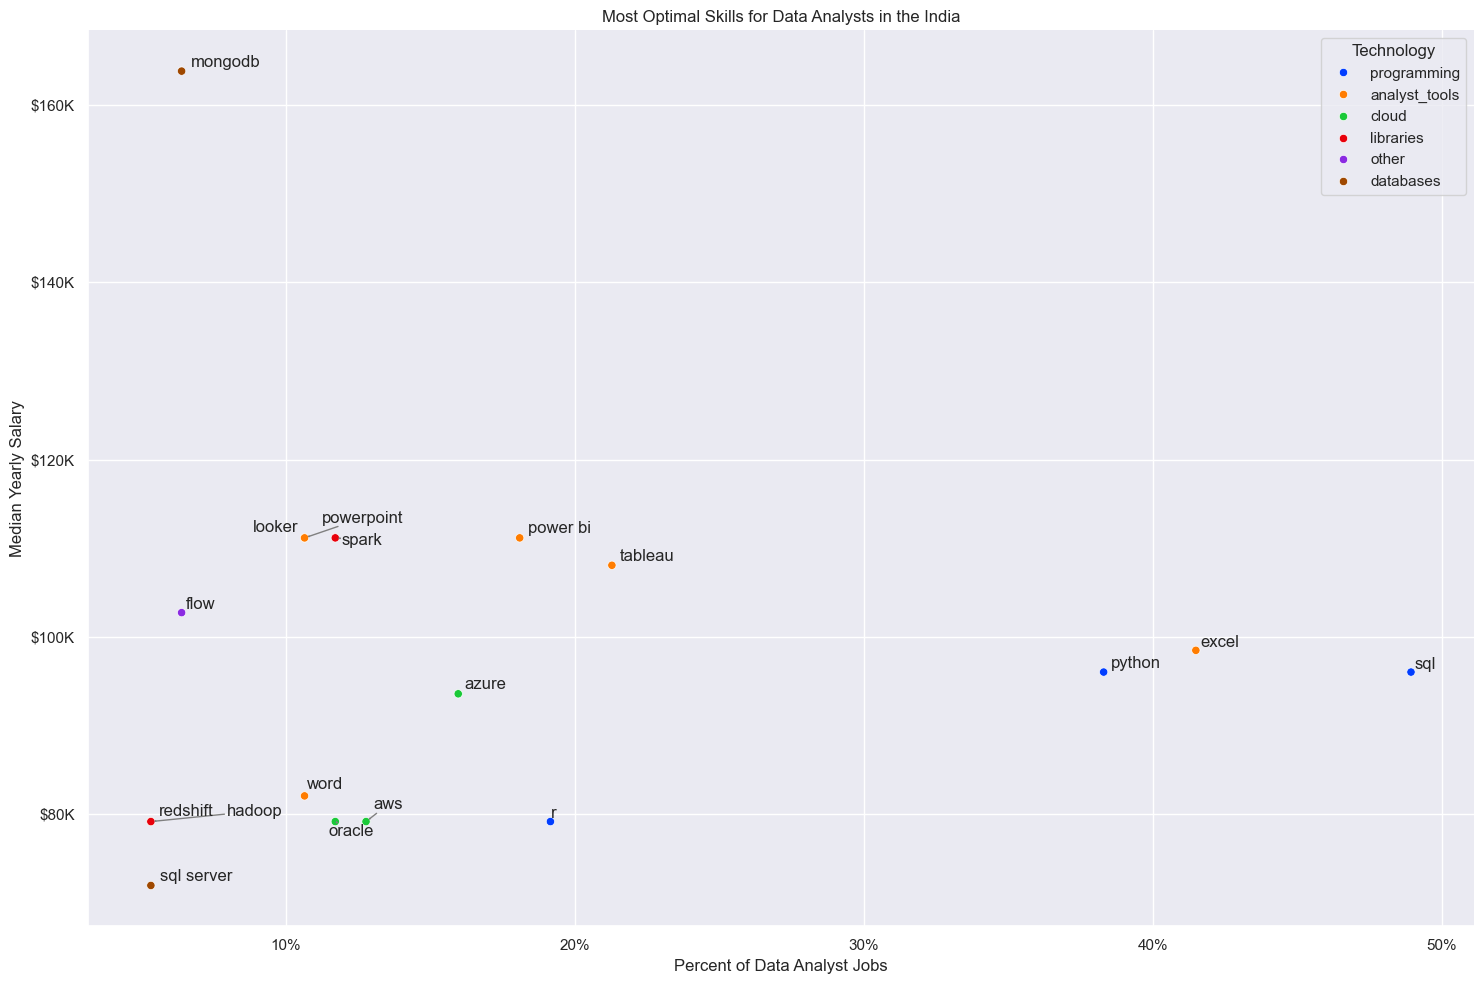 Most Optimal Skills for Data Analysts in the India
Technology
programming
analyst_tools
cloud
libraries
other
databases
Median Yearly Salary
$160K
$140K
$120K
$100K
$80K
mongodb
powerpoint
looker
power bi
spark
tableau
flow
excel
python
sql
azure
word
aws
redshift
hadoop
r
oracle
sql server
10%
20%
30%
40%
50%
Percent of Data Analyst Jobs